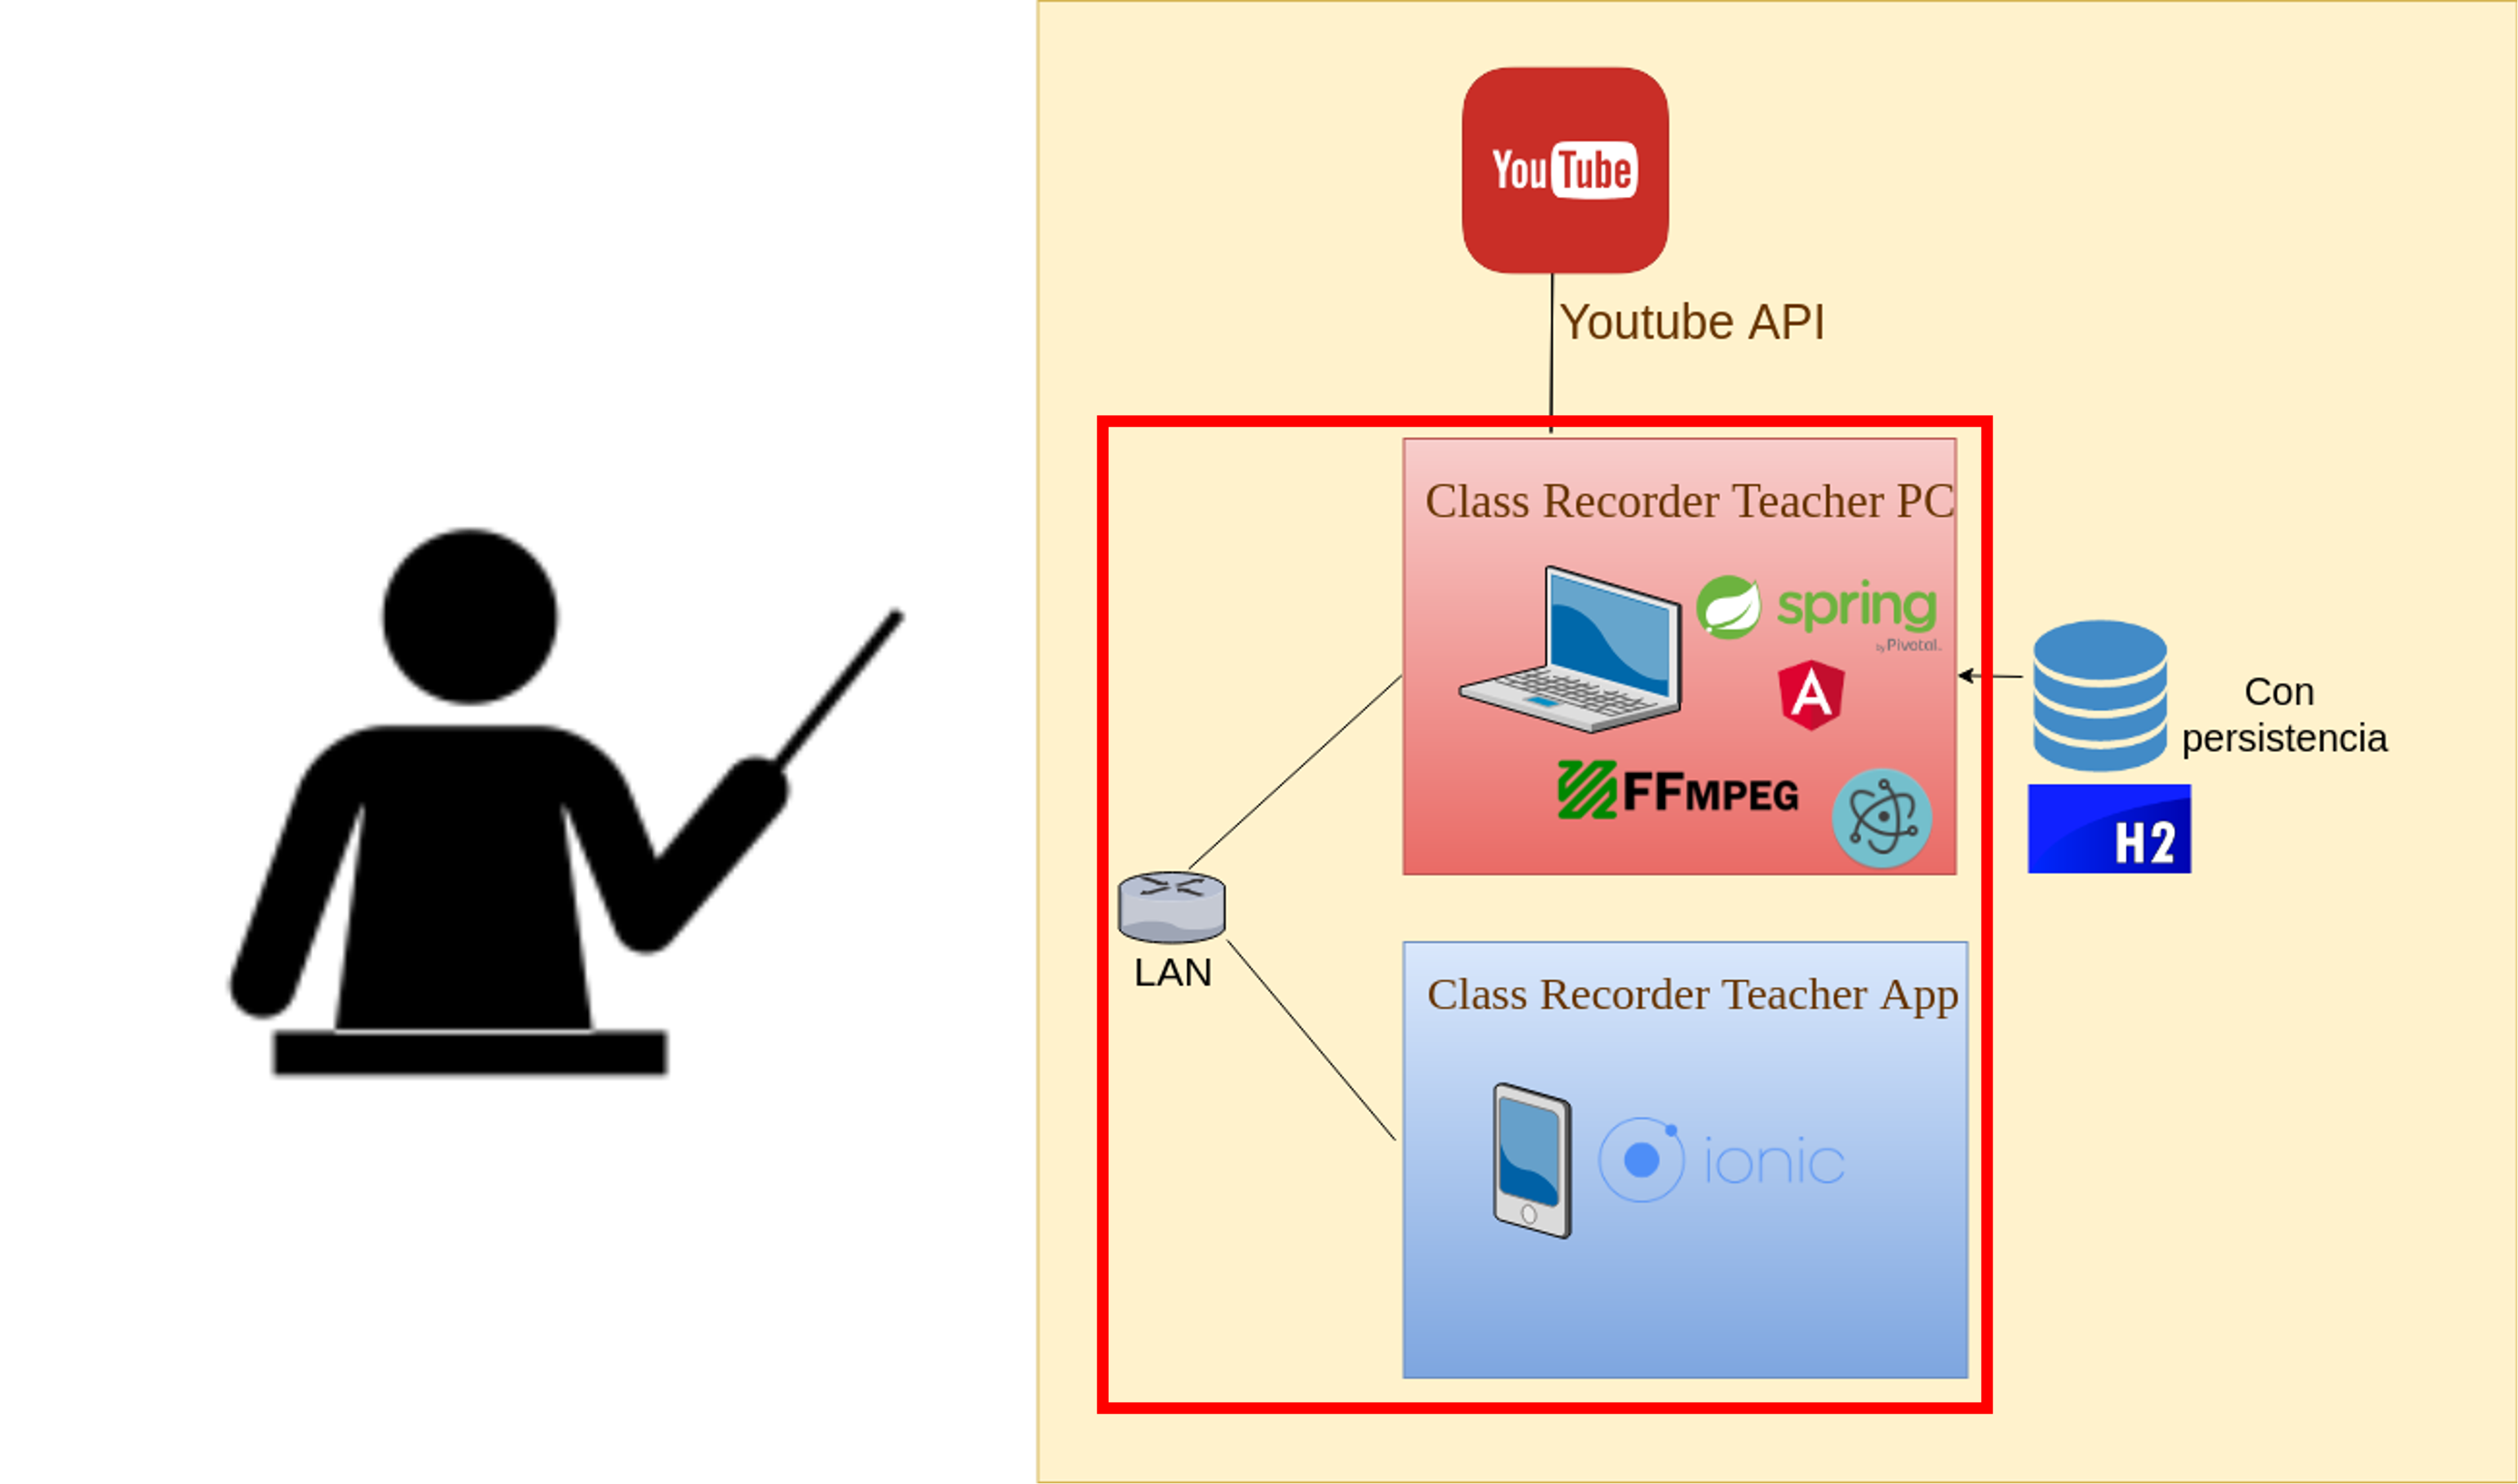 YouTube
Youtube API
Class Recorder Teacher PC
spring
by Pivotal.
A
FFMPEG
Con
persistencia
H2
LAN
Class Recorder Teacher App
ionic